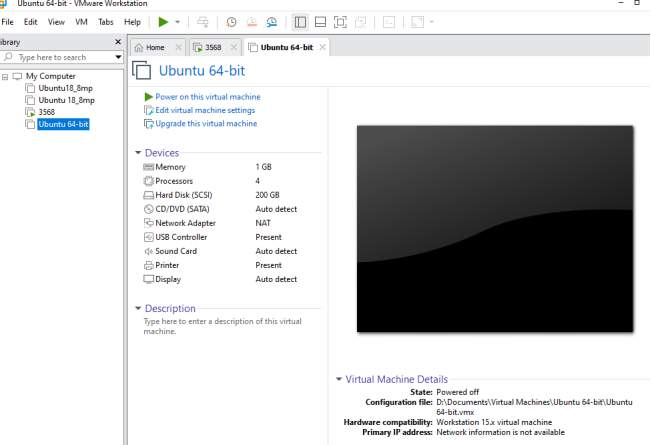 Ubuntu 64-bit - VMware Workstation
File Edit View VM Tabs Help
Library
Type here to search
My Computer
Ubuntu18_8mp
Ubuntu 18_8mp
3568
Ubuntu 64-bit
Home 3568 Ubuntu 64-bit
Ubuntu 64-bit
Power on this virtual machine
Edit virtual machine settings
Upgrade this virtual machine
Devices
Memory 1 GB
Processors 4
Hard Disk (SCSI) 200 GB
CD/DVD (SATA) Auto detect
Network Adapter NAT
USB Controller Present
Sound Card Auto detect
Printer Present
Display Auto detect
Description
Type here to enter a description of this virtual
machine.
Virtual Machine Details
State: Powered off
Configuration file: D:\Documents\Virtual Machines\Ubuntu 64-bit\Ubuntu
64-bit.vmx
Hardware compatibility: Workstation 15.x virtual machine
Primary IP address: Network information is not available